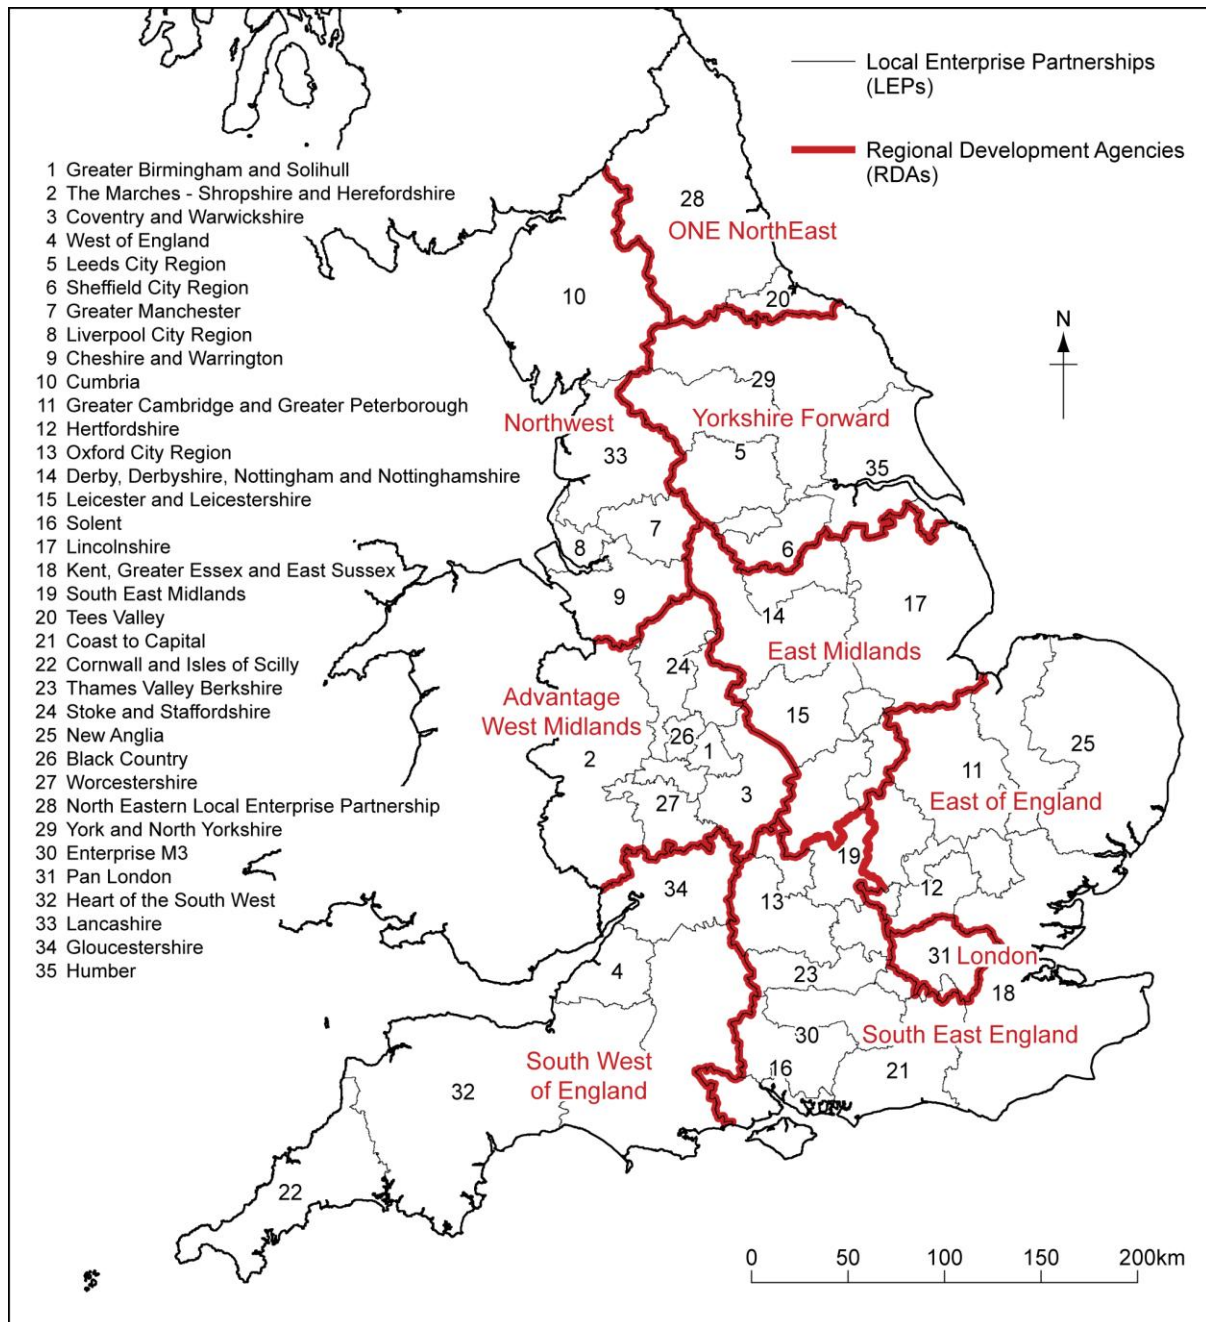 Local Enterprise Partnerships
(LEPs)
Regional Development Agencies
(RDAs)
1 Greater Birmingham and Solihull
2 The Marches - Shropshire and Herefordshire
3 Coventry and Warwickshire
4 West of England
5 Leeds City Region
6 Sheffield City Region
7 Greater Manchester
8 Liverpool City Region
9 Cheshire and Warrington
10 Cumbria
11 Greater Cambridge and Greater Peterborough
12 Hertfordshire
13 Oxford City Region
14 Derby, Derbyshire, Nottingham and Nottinghamshire
15 Leicester and Leicestershire
16 Solent
17 Lincolnshire
18 Kent, Greater Essex and East Sussex
19 South East Midlands
20 Tees Valley
21 Coast to Capital
22 Cornwall and Isles of Scilly
23 Thames Valley Berkshire
24 Stoke and Staffordshire
25 New Anglia
26 Black Country
27 Worcestershire
28 North Eastern Local Enterprise Partnership
29 York and North Yorkshire
30 Enterprise M3
31 Pan London
32 Heart of the South West
33 Lancashire
34 Gloucestershire
35 Humber
N
28
ONE NorthEast
10
20
29
Northwest
Yorkshire Forward
33
5
35
7
8
6
9
14
17
East Midlands
24
Advantage
West Midlands
15
26
1
2
25
11
3
27
East of England
19
12
34
13
31 London
4
23
18
30
South East England
South West
of England
16
21
32
22
0 50 100 150 200km